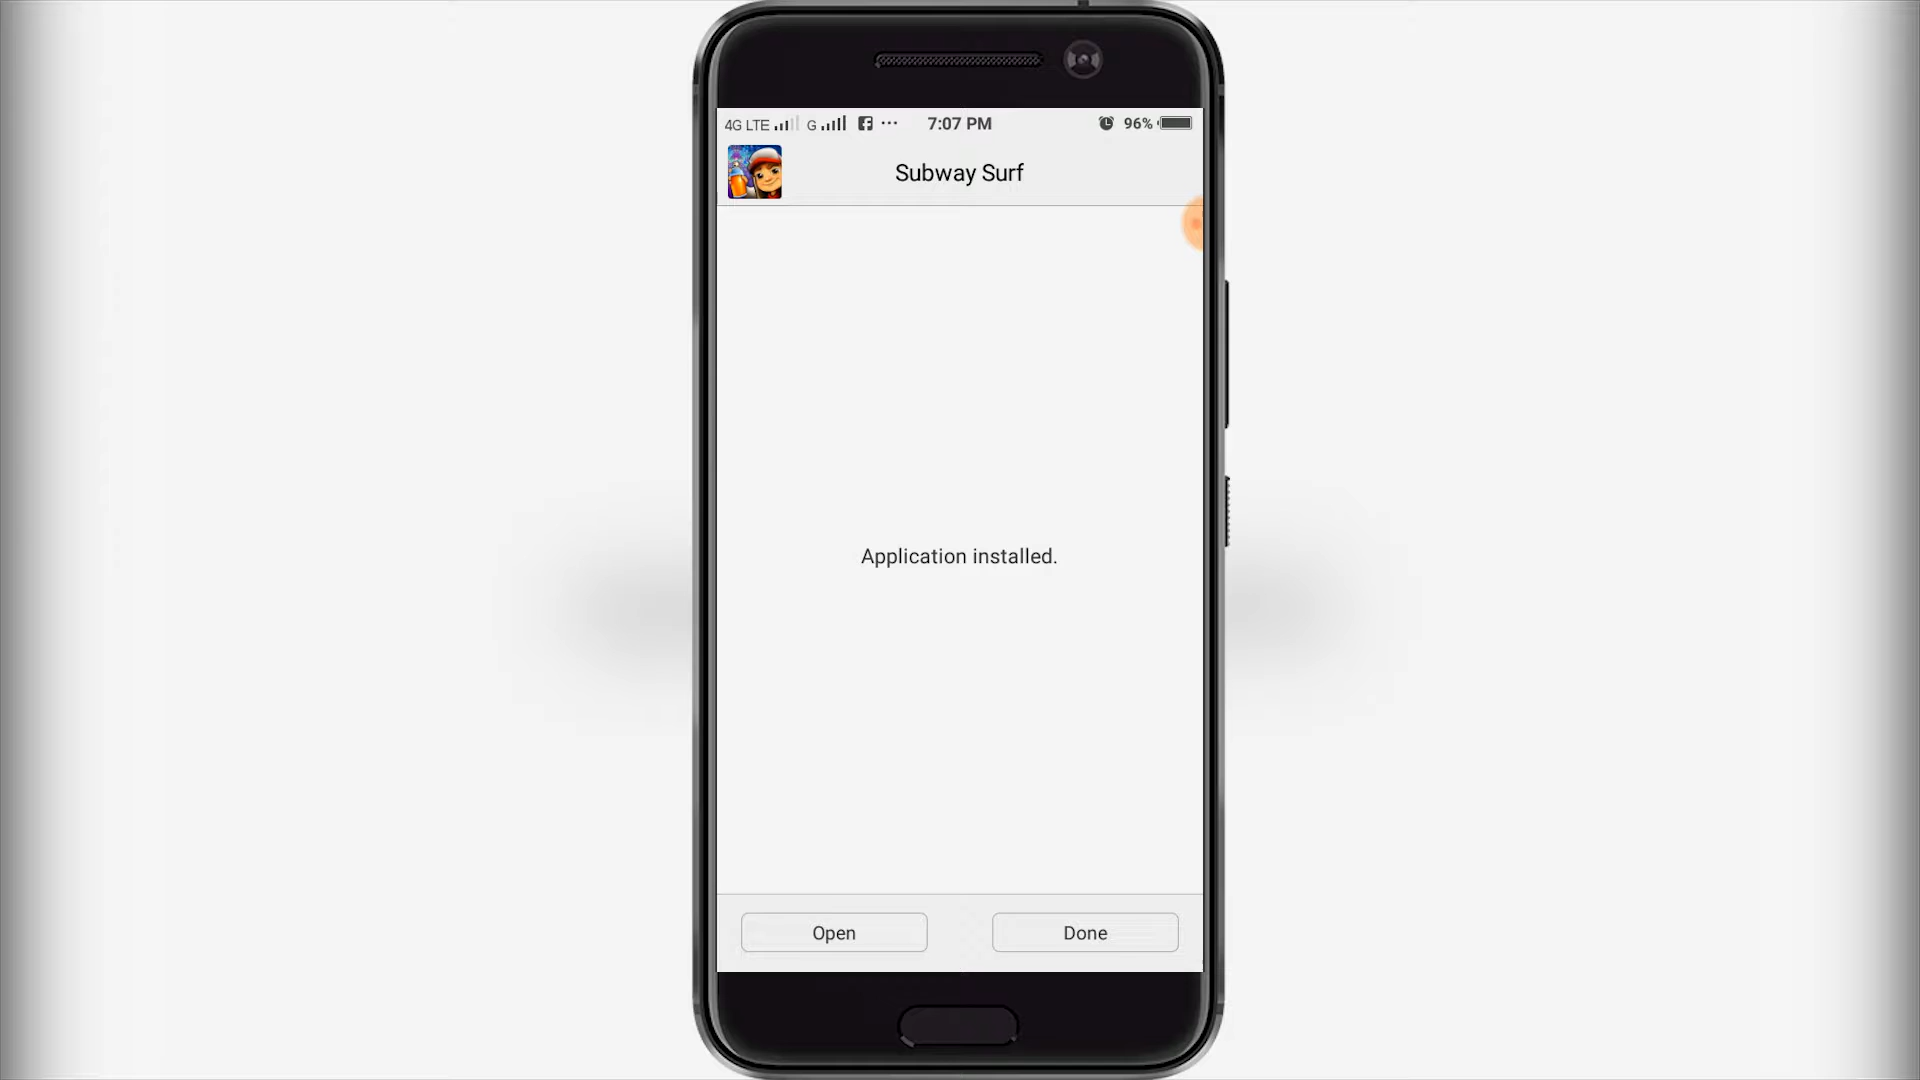 4G LTE G 7:07 PM 96%
Subway Surf
Application installed.
Open Done